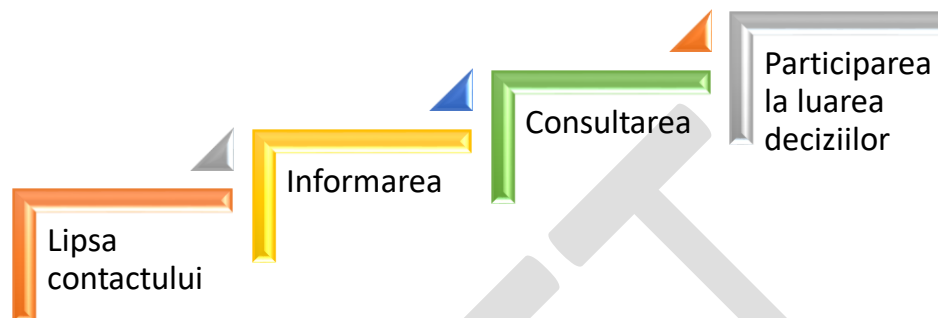 Lipsa
contactului
Informarea
Consultarea
Participarea
la luarea
deciziilor